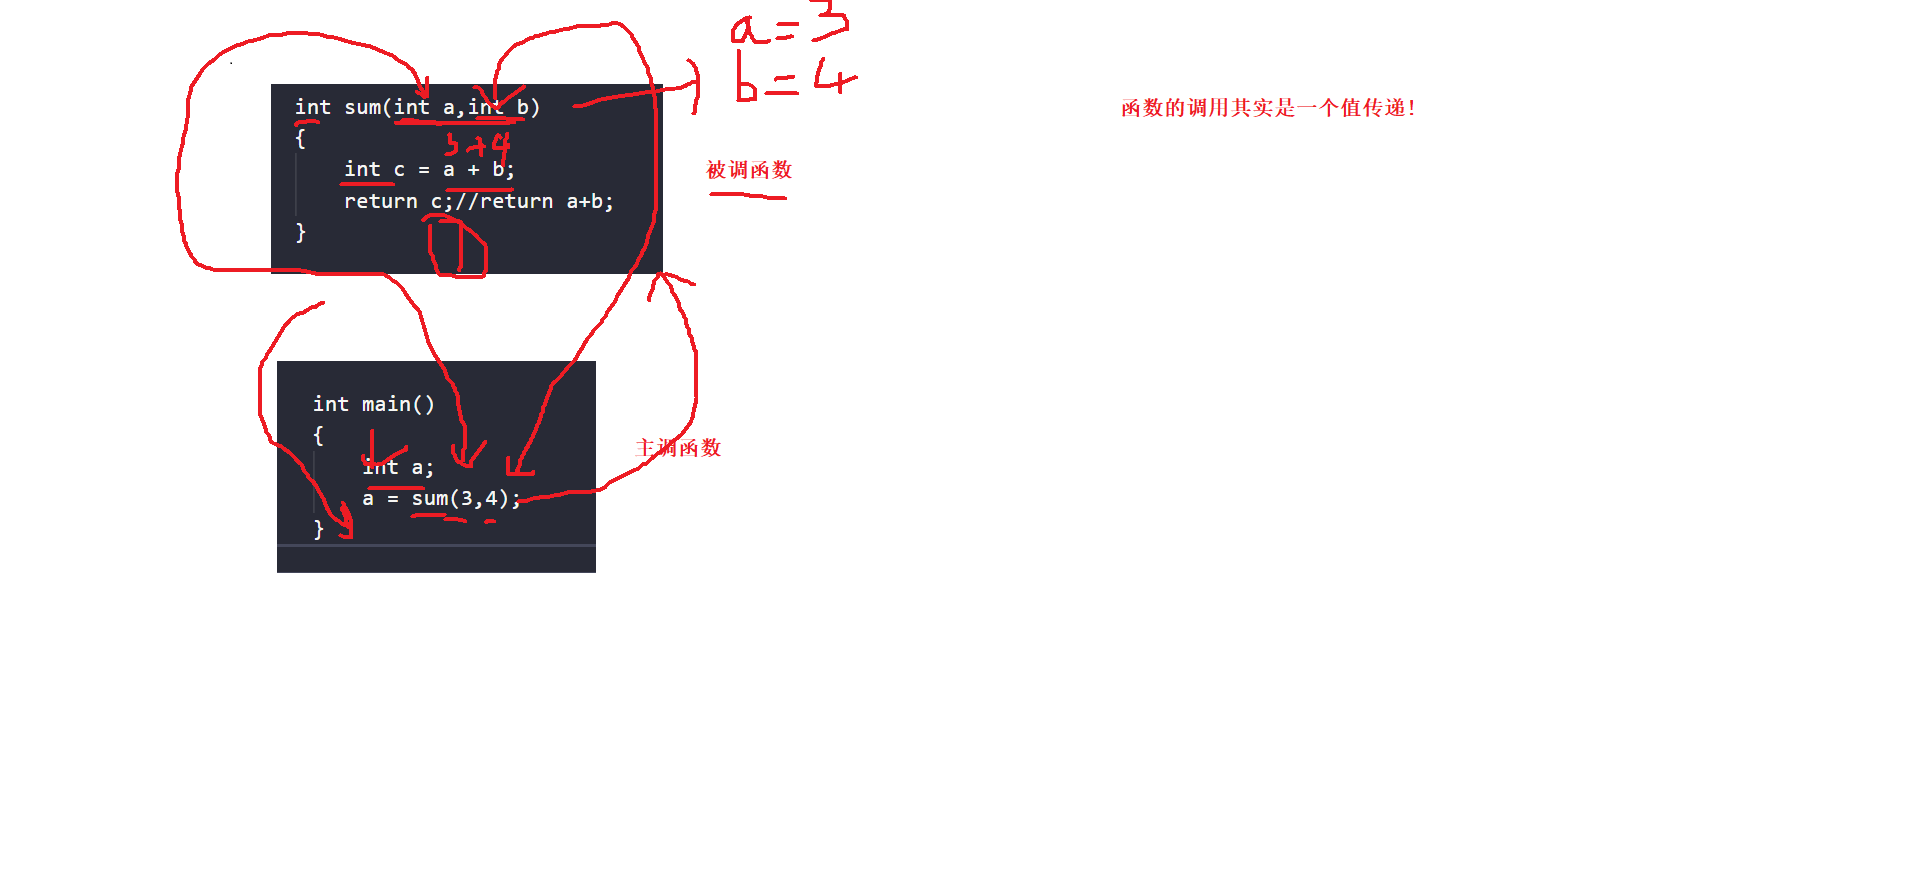 a=3
b=4
int sum(int a,int b)
{
3+4
int c = a + b;
return c;//return a+b;
}
被调函数
函数的调用其实是一个值传递!
int main()
{
int a;
a = sum(3,4);
}
主调函数